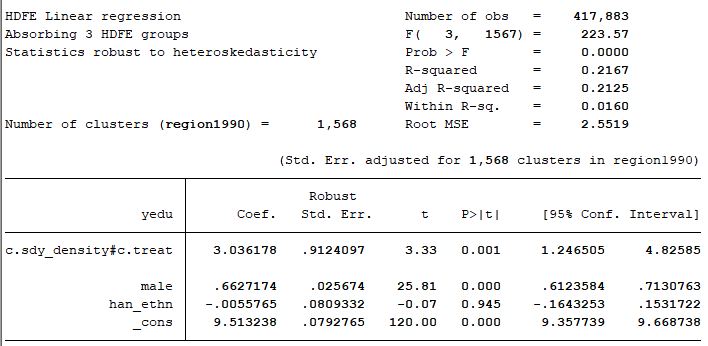 HDFE Linear regression Number of obs = 417,883
Absorbing 3 HDFE groups F( 3, 1567) = 223.57
Statistics robust to heteroskedasticity Prob > F = 0.0000
R-squared = 0.2167
Adj R-squared = 0.2125
Within R-sq. = 0.0160
Number of clusters (region1990) = 1,568 Root MSE = 2.5519
(Std. Err. adjusted for 1,568 clusters in region1990)
Robust
yedu Coef. Std. Err. t P>|t| [95% Conf. Interval]
c.sdy_density#c.treat 3.036178 .9124097 3.33 0.001 1.246505 4.82585
male .6627174 .025674 25.81 0.000 .6123584 .7130763
han_ethn -.0055765 .0809332 -0.07 0.945 -.1643253 .1531722
_cons 9.513238 .0792765 120.00 0.000 9.357739 9.668738